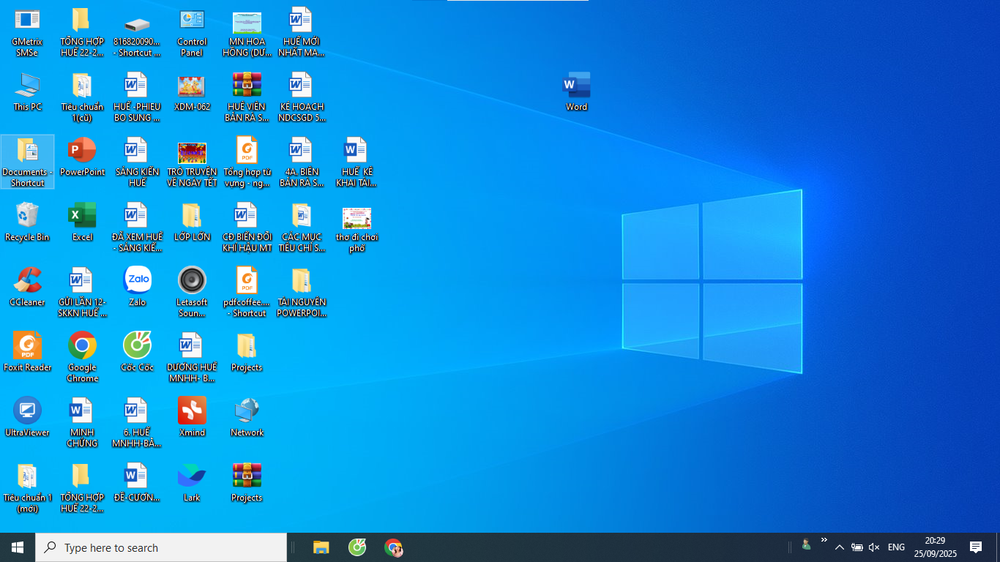 GMetrix
SMSe
TỔNG HỢP
HUẾ 22-2...
816820090...
- Shortcut ...
Control
Panel
MN HOA
HỒNG (DƯ...
HUẾ MỚI
NHẤT MA...
This PC
Tiêu chuẩn
1(cũ)
HUẾ -PHIEU
BO SUNG ...
XDM-062
HUẾ VIÊN
BẢN RA S...
KẾ HOẠCH
NDCSGD 5...
Word
Documents -
Shortcut
PowerPoint
SÁNG KIẾN
HUẾ
TRÒ TRUYỆN
VỀ NGÀY TẾT
Tổng hợp từ
vựng - ng...
4A. BIÊN
BẢN RA S...
HUẾ KÊ
KHAI TÀI...
Recycle Bin
Excel
ĐÃ XEM HUẾ
- SÁNG KIẾ...
LỚP LỚN
CĐ BIẾN ĐỔI
KHÍ HẬU MT
CÁC MỤC
TIÊU CHÍ S...
thơ đi chơi
phố
CCleaner
GỬI LẦN 12-
SKKN HUẾ ...
Zalo
Zalo
Letasoft
Soun...
pdfcoffee....
- Shortcut
TÀI NGUYÊN
POWERPOI...
Foxit Reader
Google
Chrome
Cốc Cốc
DƯƠNG HUẾ
MNHH- B...
Projects
UltraViewer
MINH
CHỨNG
6. HUẾ
MNHH-BÀ...
Xmind
Network
Tiêu chuẩn 1
(mới)
TỔNG HỢP
HUẾ 22-2...
ĐỀ-CƯƠN...
Lark
Projects
Type here to search
ENG
20:29
25/09/2025